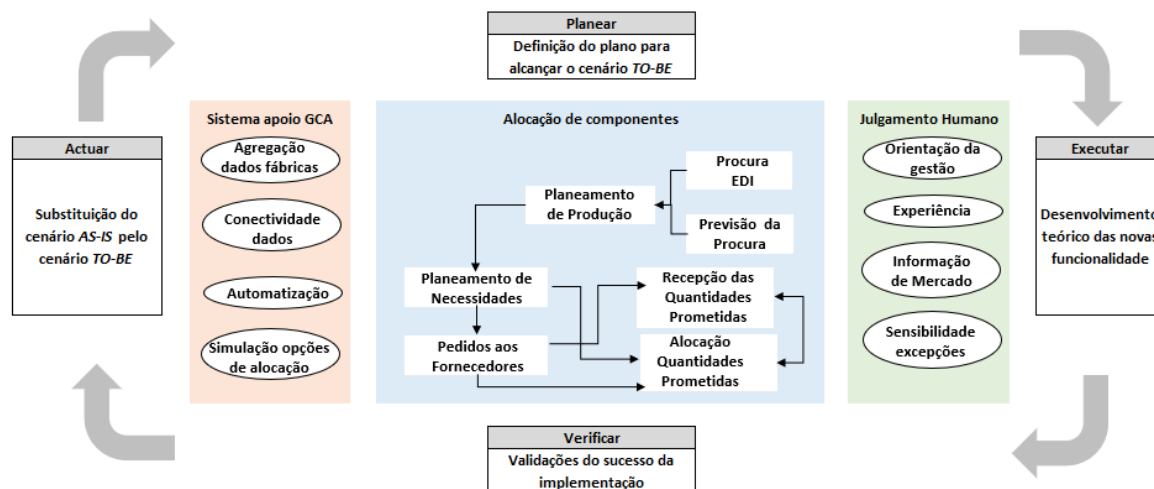 Planear
Definição do plano para
alcançar o cenário TO-BE
Sistema apoio GCA
Agregação
dados fábricas
Conectividade
dados
Automatização
Simulação opções
de alocação
Alocação de componentes
Procura
EDI
Planeamento
de Produção
Previsão da
Procura
Planeamento de
Necessidades
Recepção das
Quantidades
Prometidas
Pedidos aos
Fornecedores
Alocação
Quantidades
Prometidas
Julgamento Humano
Orientação da
gestão
Experiência
Informação
de Mercado
Sensibilidade
excepções
Actuar
Substituição do
cenário AS-IS pelo
cenário TO-BE
Executar
Desenvolvimento
teórico das novas
funcionalidade
Verificar
Validações do sucesso da
implementação